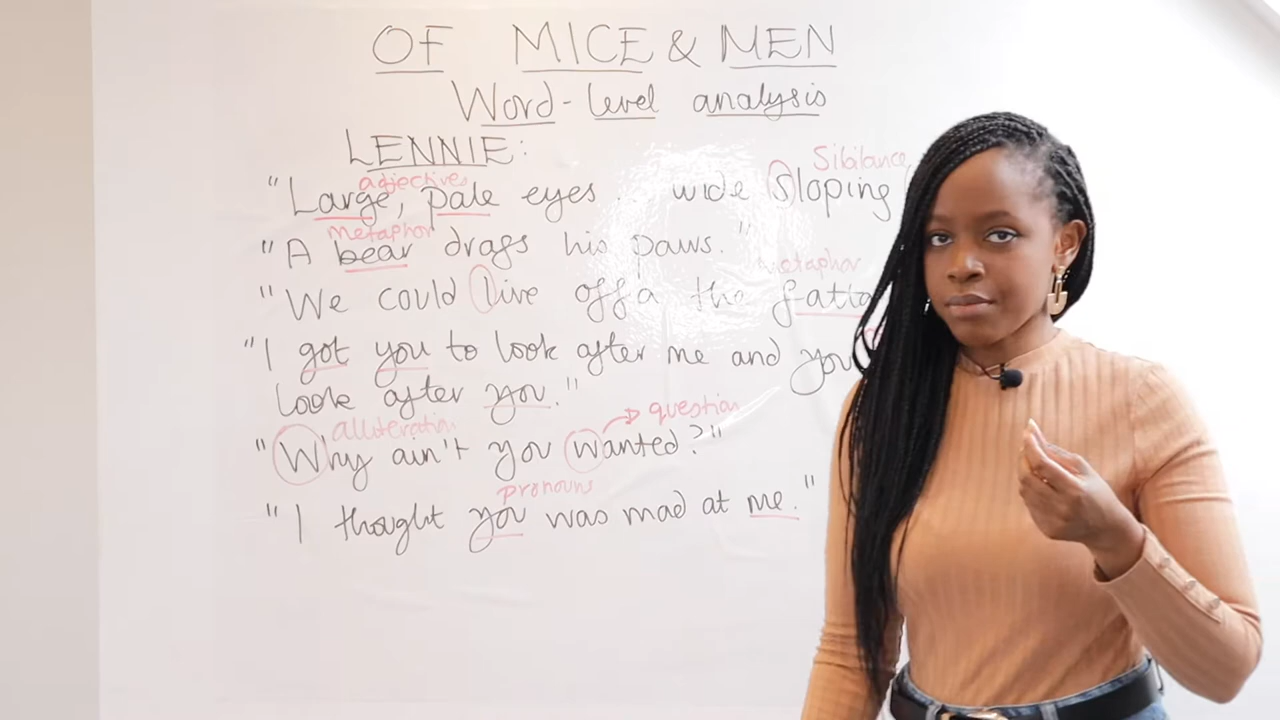 OF MICE & MEN
Word-level analysis
LENNIE:
adjectives Sibilance
"Large, pale eyes .. wide Sloping
metaphor
"A bear drags his paws."
metaphor
"We could live offa the
"I got you to look after me and you
look after you."
alliteration question
"Why ain't you wanted?"
pronouns
"I thought you was mad at me."